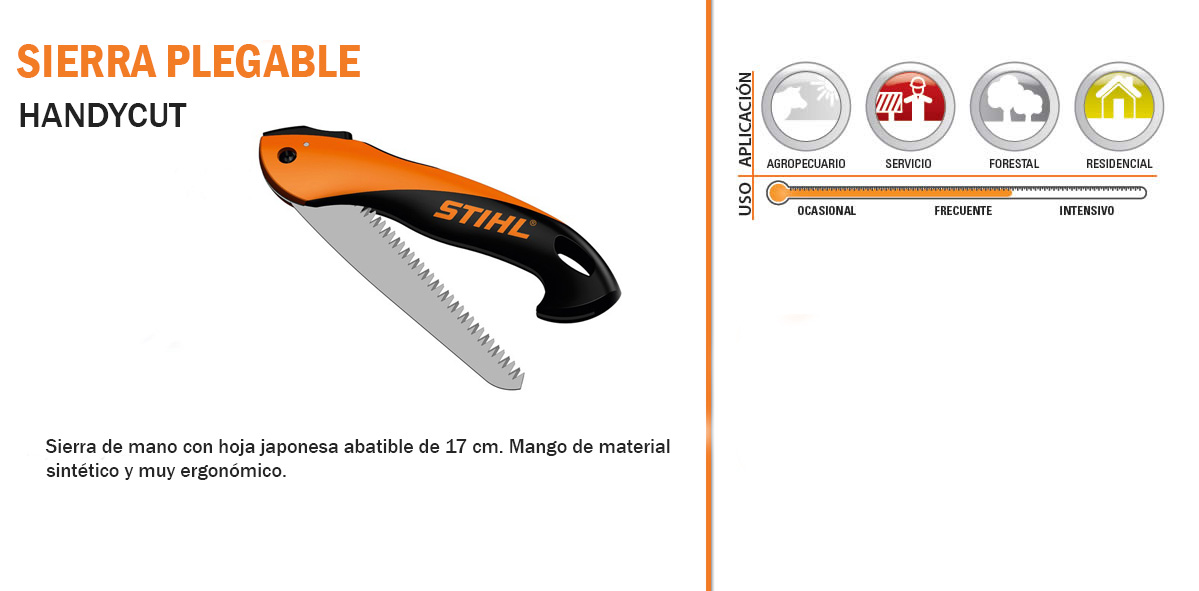 SIERRA PLEGABLE
HANDYCUT
STIHL®
Sierra de mano con hoja japonesa abatible de 17 cm. Mango de material
sintético y muy ergonómico.
APLICACIÓN
AGROPECUARIO SERVICIO FORESTAL RESIDENCIAL
USO
OCASIONAL FRECUENTE INTENSIVO